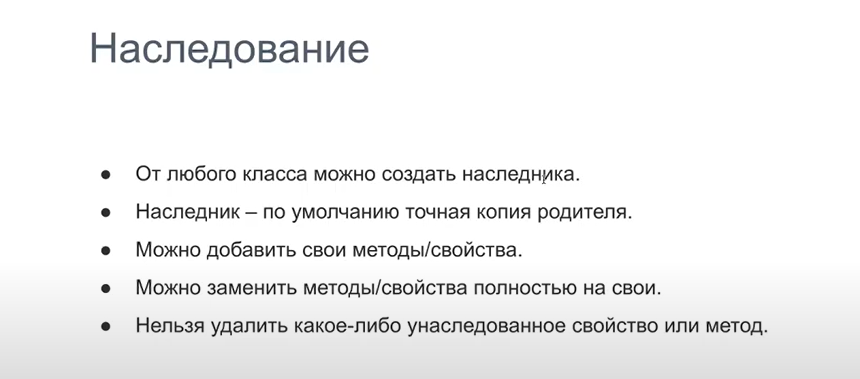 Наследование
● От любого класса можно создать наследника.
● Наследник – по умолчанию точная копия родителя.
● Можно добавить свои методы/свойства.
● Можно заменить методы/свойства полностью на свои.
● Нельзя удалить какое-либо унаследованное свойство или метод.